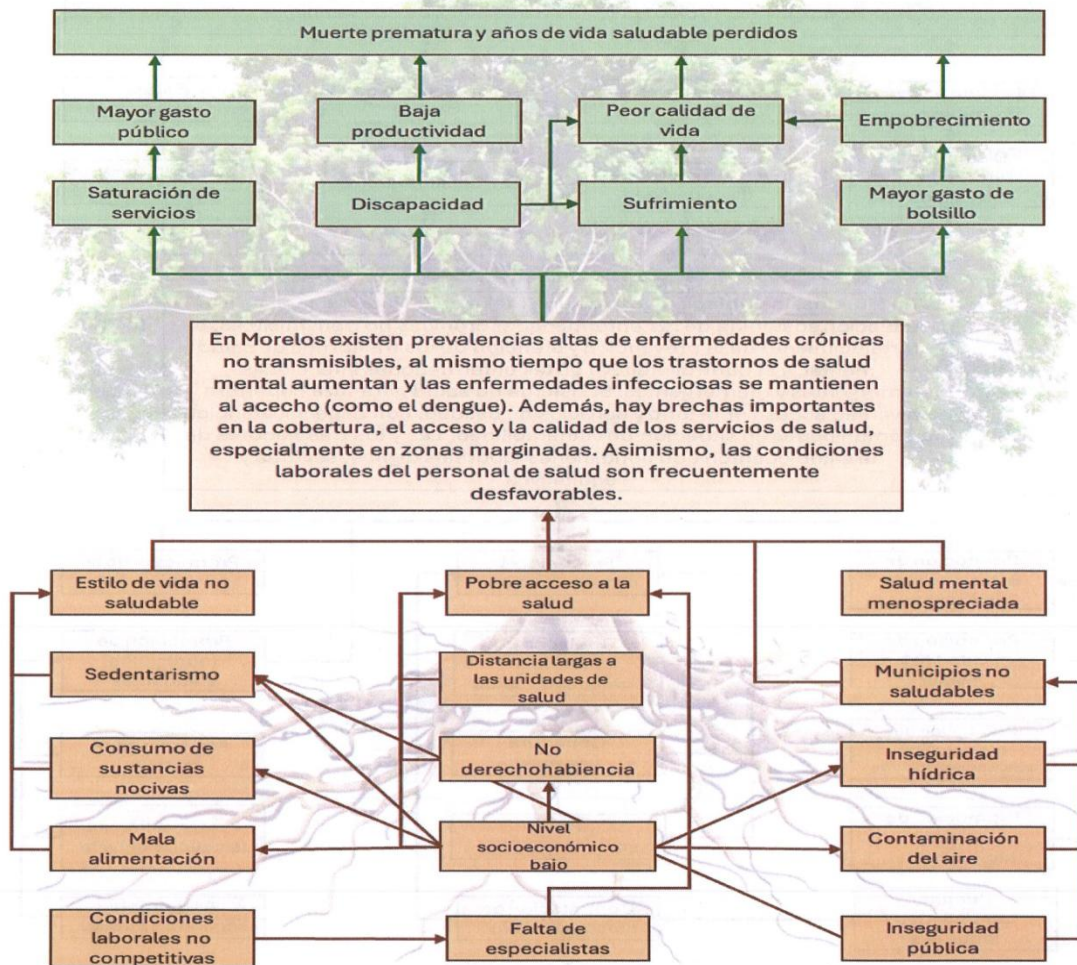 Muerte prematura y años de vida saludable perdidos
Mayor gasto
público
Baja
productividad
Peor calidad de
vida
Empobrecimiento
Saturación de
servicios
Discapacidad
Sufrimiento
Mayor gasto de
bolsillo
En Morelos existen prevalencias altas de enfermedades crónicas
no transmisibles, al mismo tiempo que los trastornos de salud
mental aumentan y las enfermedades infecciosas se mantienen
al acecho (como el dengue). Además, hay brechas importantes
en la cobertura, el acceso y la calidad de los servicios de salud,
especialmente en zonas marginadas. Asimismo, las condiciones
laborales del personal de salud son frecuentemente
desfavorables.
Estilo de vida no
saludable
Pobre acceso a la
salud
Salud mental
menospreciada
Sedentarismo
Distancia largas a
las unidades de
salud
Municipios no
saludables
Consumo de
sustancias
nocivas
No
derechohabiencia
Inseguridad
hídrica
Mala
alimentación
Nivel
socioeconómico
bajo
Contaminación
del aire
Condiciones
laborales no
competitivas
Falta de
especialistas
Inseguridad
pública